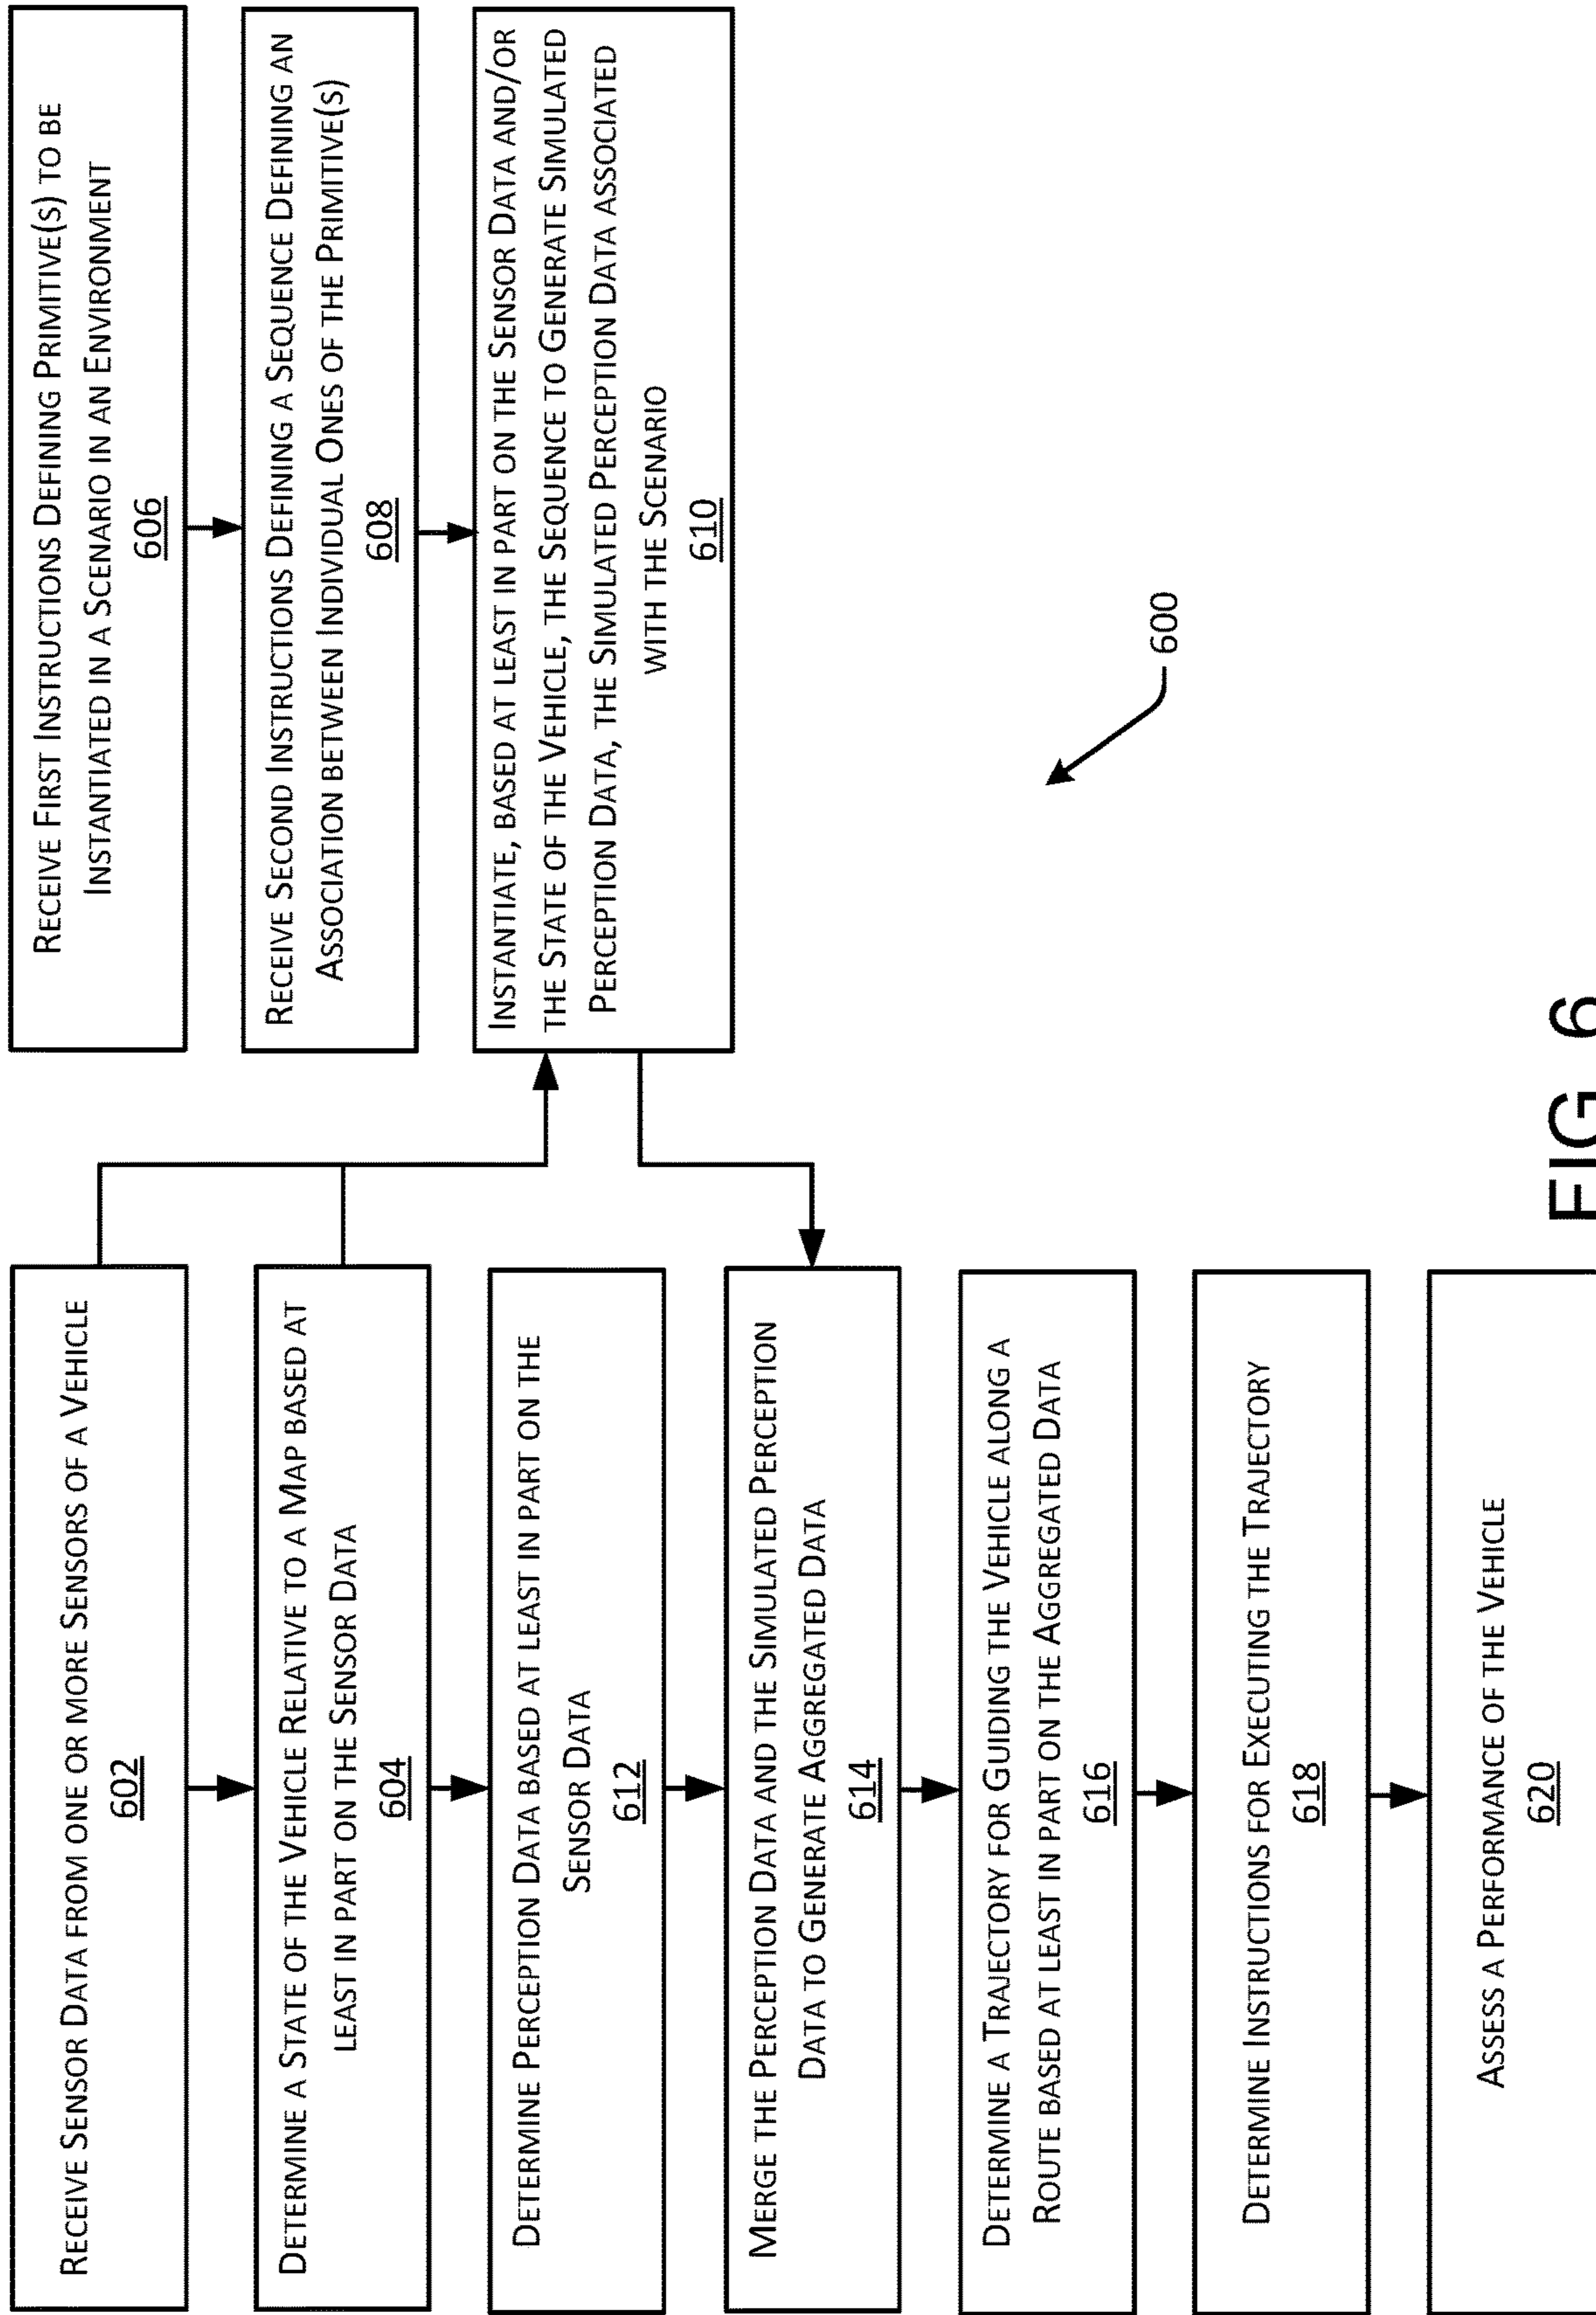 RECEIVE SENSOR DATA FROM ONE OR MORE SENSORS OF A VEHICLE
602
DETERMINE A STATE OF THE VEHICLE RELATIVE TO A MAP BASED AT
LEAST IN PART ON THE SENSOR DATA
604
DETERMINE PERCEPTION DATA BASED AT LEAST IN PART ON THE
SENSOR DATA
612
MERGE THE PERCEPTION DATA AND THE SIMULATED PERCEPTION
DATA TO GENERATE AGGREGATED DATA
614
DETERMINE A TRAJECTORY FOR GUIDING THE VEHICLE ALONG A
ROUTE BASED AT LEAST IN PART ON THE AGGREGATED DATA
616
DETERMINE INSTRUCTIONS FOR EXECUTING THE TRAJECTORY
618
ASSESS A PERFORMANCE OF THE VEHICLE
620
RECEIVE FIRST INSTRUCTIONS DEFINING PRIMITIVE(S) TO BE
INSTANTIATED IN A SCENARIO IN AN ENVIRONMENT
606
RECEIVE SECOND INSTRUCTIONS DEFINING A SEQUENCE DEFINING AN
ASSOCIATION BETWEEN INDIVIDUAL ONES OF THE PRIMITIVE(S)
608
INSTANTIATE, BASED AT LEAST IN PART ON THE SENSOR DATA AND/OR
THE STATE OF THE VEHICLE, THE SEQUENCE TO GENERATE SIMULATED
PERCEPTION DATA, THE SIMULATED PERCEPTION DATA ASSOCIATED
WITH THE SCENARIO
610
600
FIG. 6